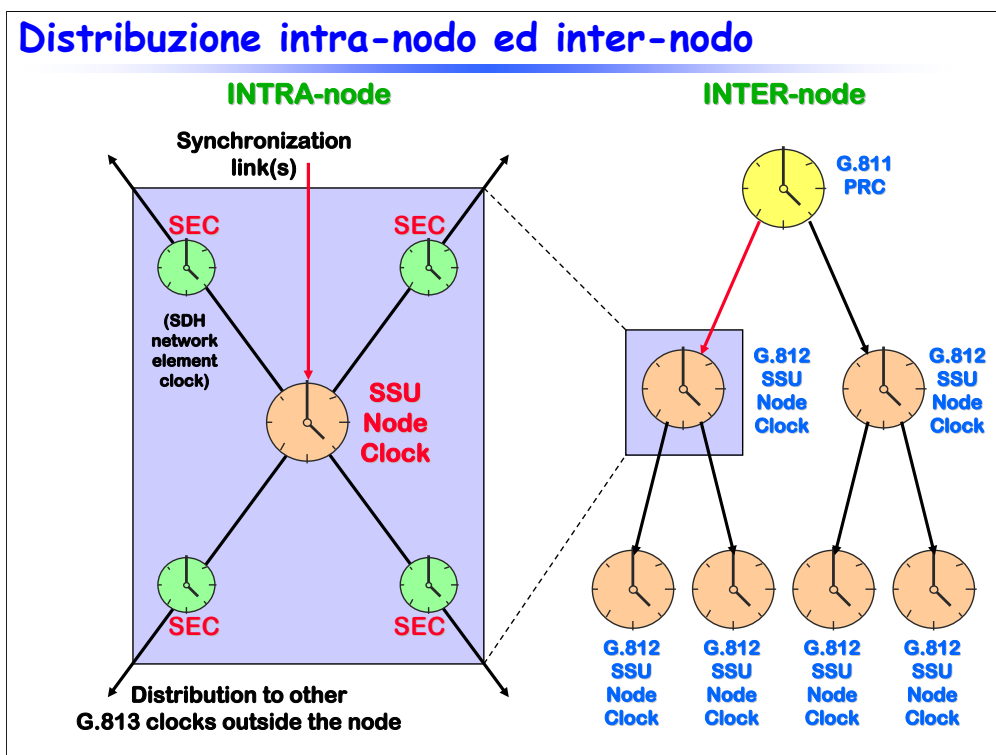 Distribuzione intra-nodo ed inter-nodo
INTRA-node
Synchronization
link(s)
SEC
SEC
(SDH
network
element
clock)
SSU
Node
Clock
SEC
SEC
Distribution to other
G.813 clocks outside the node
INTER-node
G.811
PRC
G.812
SSU
Node
Clock
G.812
SSU
Node
Clock
G.812
SSU
Node
Clock
G.812
SSU
Node
Clock
G.812
SSU
Node
Clock
G.812
SSU
Node
Clock